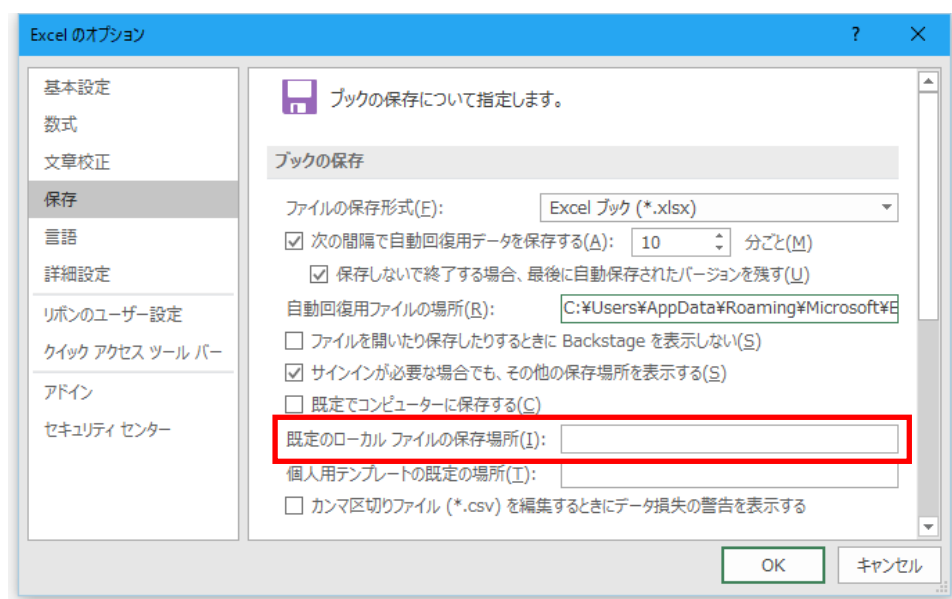 Excel のオプション ? ×
基本設定
数式
文章校正
保存
言語
詳細設定
リボンのユーザー設定
クイック アクセス ツール バー
アドイン
セキュリティ センター
ブックの保存について指定します。
ブックの保存
ファイルの保存形式(F): Excel ブック (*.xlsx)
次の間隔で自動回復用データを保存する(A): 10 分ごと(M)
保存しないで終了する場合、最後に自動保存されたバージョンを残す(U)
自動回復用ファイルの場所(R): C:¥Users¥AppData¥Roaming¥Microsoft¥E
ファイルを開いたり保存したりするときに Backstage を表示しない(S)
サインインが必要な場合でも、その他の保存場所を表示する(S)
既定でコンピューターに保存する(C)
既定のローカル ファイルの保存場所(I):
個人用テンプレートの既定の場所(T):
カンマ区切りファイル (*.csv) を編集するときにデータ損失の警告を表示する
OK キャンセル